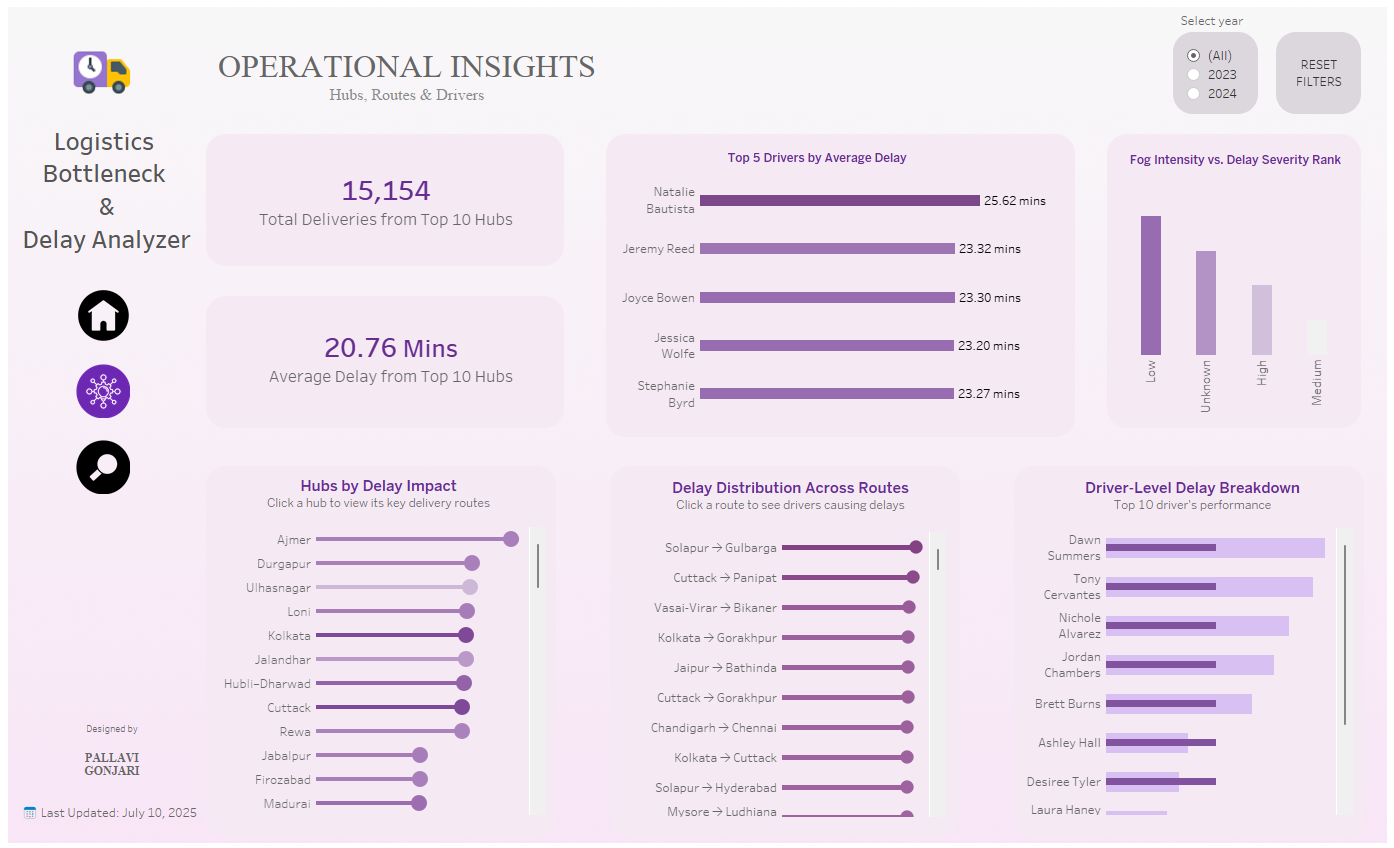 Select year
(All)
2023
2024
RESET
FILTERS
OPERATIONAL INSIGHTS
Hubs, Routes & Drivers
Logistics
Bottleneck
&
Delay Analyzer
15,154
Total Deliveries from Top 10 Hubs
20.76 Mins
Average Delay from Top 10 Hubs
Top 5 Drivers by Average Delay
Natalie
Bautista
25.62 mins
Jeremy Reed
23.32 mins
Joyce Bowen
23.30 mins
Jessica
Wolfe
23.20 mins
Stephanie
Byrd
23.27 mins
Fog Intensity vs. Delay Severity Rank
Low
Unknown
High
Medium
Hubs by Delay Impact
Click a hub to view its key delivery routes
Ajmer
Durgapur
Ulhasnagar
Loni
Kolkata
Jalandhar
Hubli–Dharwad
Cuttack
Rewa
Jabalpur
Firozabad
Madurai
Delay Distribution Across Routes
Click a route to see drivers causing delays
Solapur → Gulbarga
Cuttack → Panipat
Vasai-Virar → Bikaner
Kolkata → Gorakhpur
Jaipur → Bathinda
Cuttack → Gorakhpur
Chandigarh → Chennai
Kolkata → Cuttack
Solapur → Hyderabad
Mysore → Ludhiana
Driver-Level Delay Breakdown
Top 10 driver's performance
Dawn
Summers
Tony
Cervantes
Nichole
Alvarez
Jordan
Chambers
Brett Burns
Ashley Hall
Desiree Tyler
Laura Haney
Designed by
PALLAVI
GONJARI
Last Updated: July 10, 2025